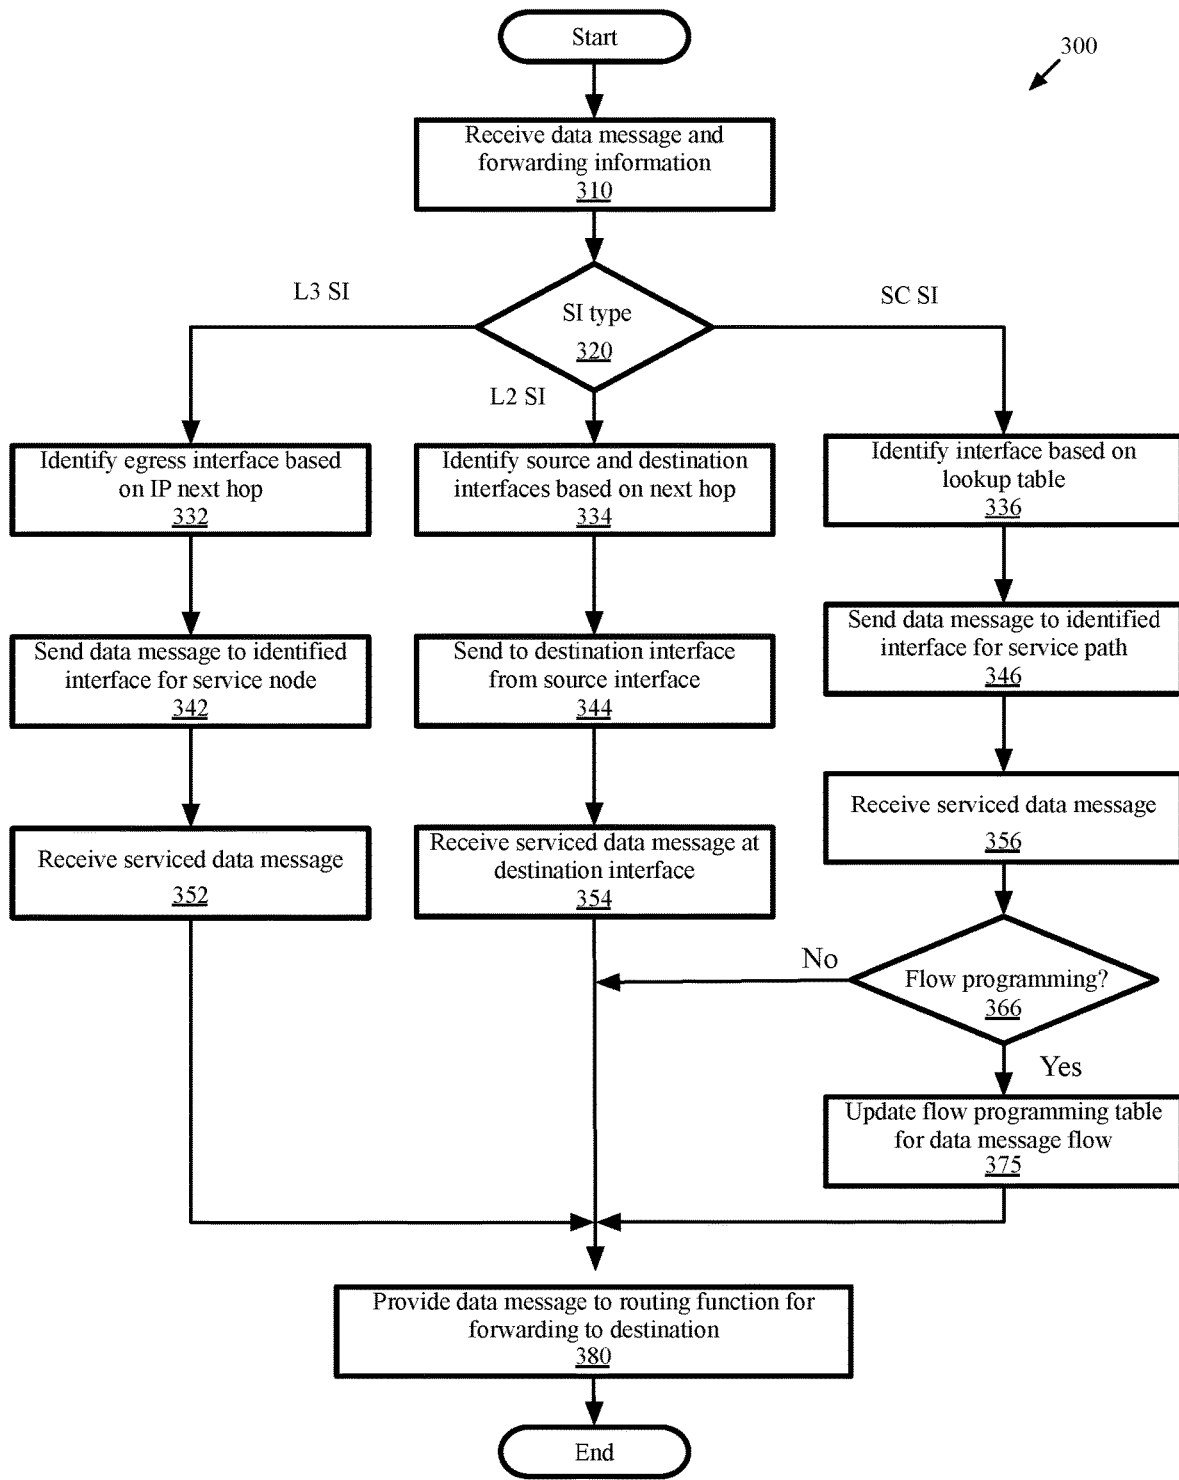 Start
300
Receive data message and
forwarding information
310
L3 SI
SC SI
SI type
320
L2 SI
Identify egress interface based
on IP next hop
332
Identify source and destination
interfaces based on next hop
334
Identify interface based on
lookup table
336
Send data message to identified
interface for service node
342
Send to destination interface
from source interface
344
Send data message to identified
interface for service path
346
Receive serviced data message
352
Receive serviced data message at
destination interface
354
Receive serviced data message
356
No
Flow programming?
366
Yes
Update flow programming table
for data message flow
375
Provide data message to routing function for
forwarding to destination
380
End